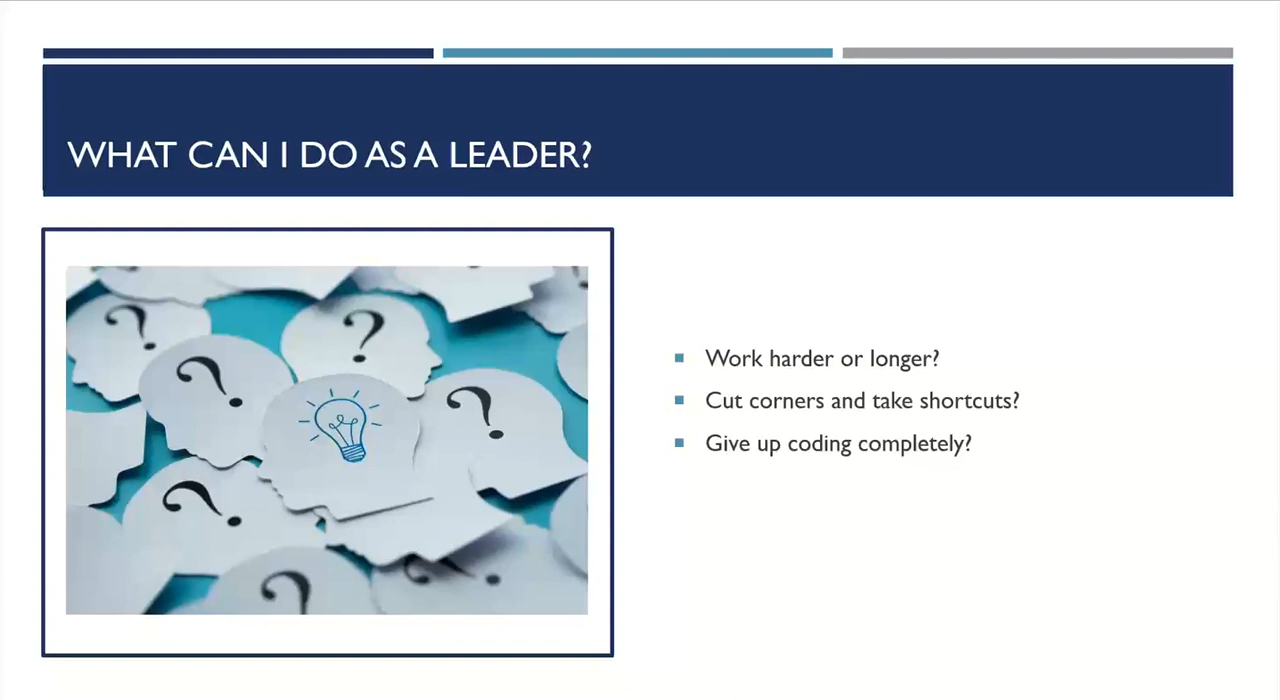 WHAT CAN I DO AS A LEADER?
? ? ? ? ? ?
Work harder or longer?
Cut corners and take shortcuts?
Give up coding completely?